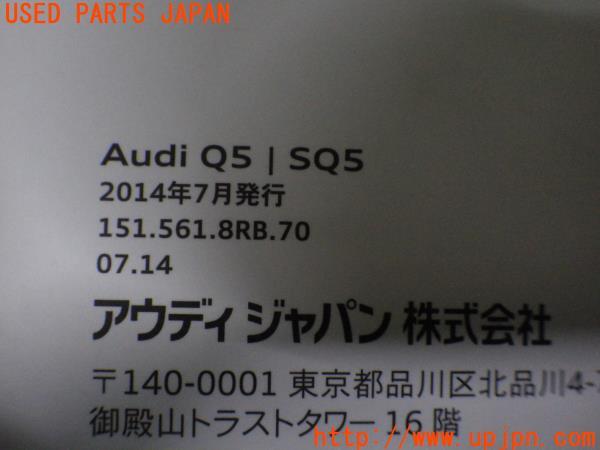 USED PARTS JAPAN
Audi Q5 | SQ5
2014年7月発行
151.561.8RB.70
07.14
アウディ ジャパン 株式会社
〒140-0001 東京都品川区北品川4-7
御殿山トラストタワー 16 階
http://www.upjpn.com